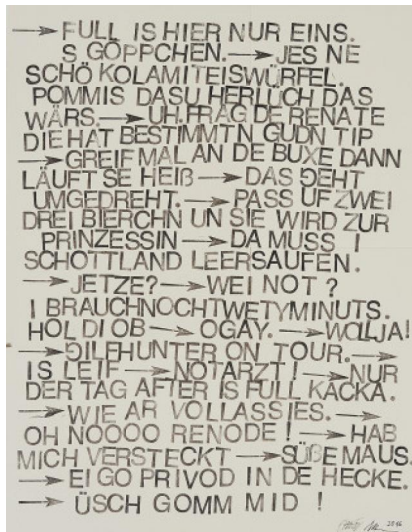 → FULL IS HIER NUR EINS.
S GÖPPCHEN. → JES NE
SCHÖ KOLAMITEISWÜRFEL.
POMMIS DASU HERLÜCH DAS
WÄRS. → UH. FRAG DE RENATE
DIE HAT BESTIMMTN GUDN TIP
→ GREIF MAL AN DE BUXE DANN
LÄUFT SE HEIß → DAS GEHT
UMGEDREHT. → PASS UF ZWEI
DREI BIERCHN UN SIE WIRD ZUR
PRINZESSIN → DA MUSS I
SCHOTTLAND LEERSAUFEN.
→ JETZE? → WEI NOT?
I BRAUCHNOCHTWETYMINUTS.
HOL DI OB → OGAY. → WOLLJA!
→ GILFHUNTER ON TOUR. →
IS LEIF → NOTARZT! → NUR
DER TAG AFTER IS FULL KACKA.
→ WIE AR VOLLASSIES. →
OH NOOOO RENODE! → HAB
MICH VERSTECKT → SÜßE MAUS.
→ EI GO PRIVOD IN DE HECKE.
→ ÜSCH GOMM MID !
2016